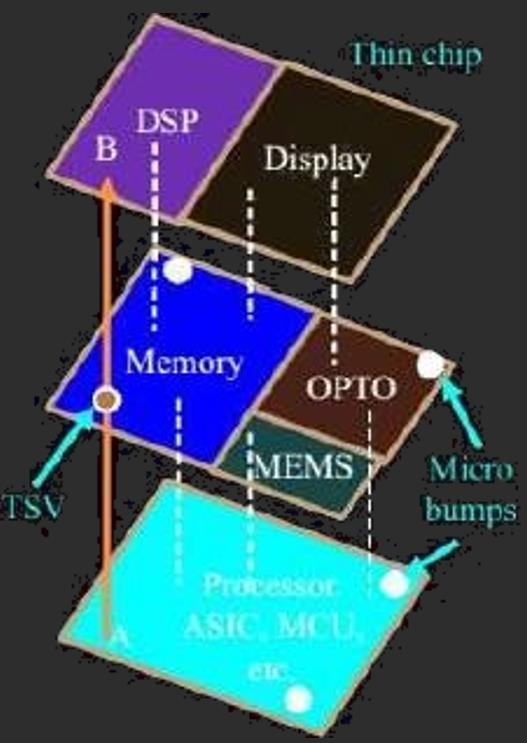 Thin chip
DSP
B
Display
Memory
OPTO
MEMS
TSV
Micro
bumps
Processor.
ASIC, MCU,
etc.
A